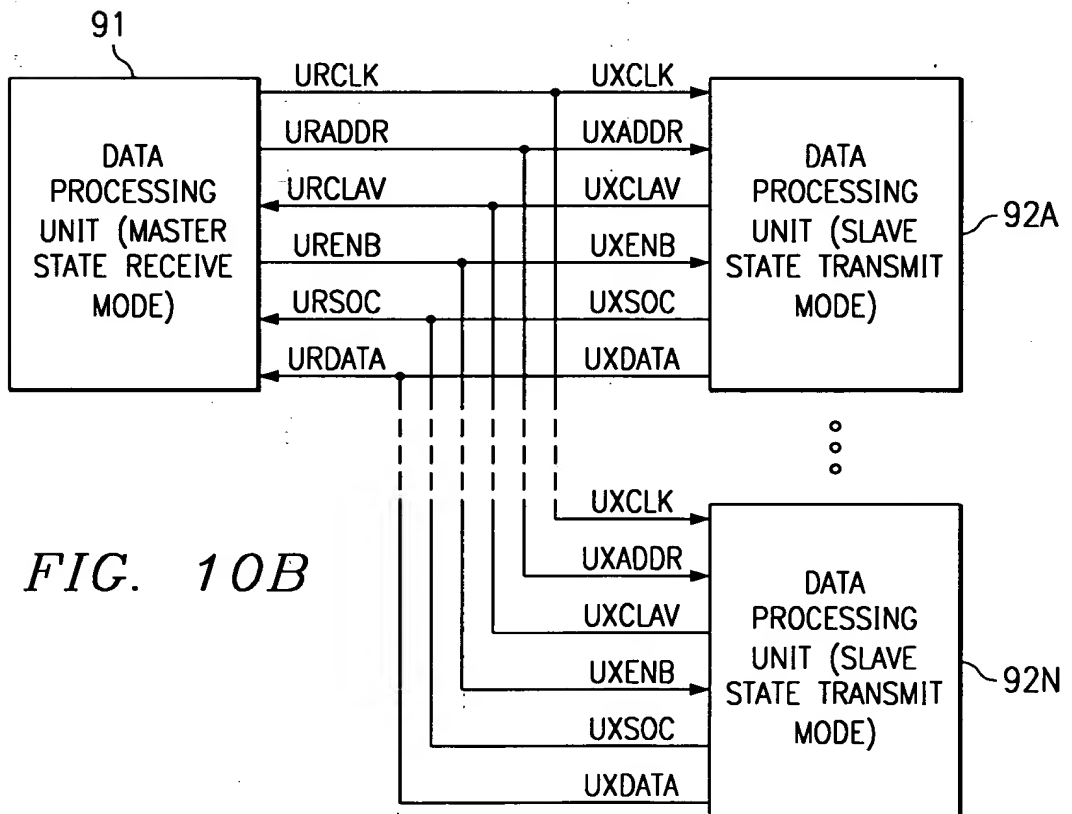 91
URCLK UXCLK
URADDR UXADDR
URCLAV UXCLAV
URENB UXENB
URSOC UXSOC
URDATA UXDATA
DATA
PROCESSING
UNIT (MASTER
STATE RECEIVE
MODE)
DATA
PROCESSING
UNIT (SLAVE
STATE TRANSMIT
MODE)
92A
UXCLK
UXADDR
UXCLAV
UXENB
UXSOC
UXDATA
DATA
PROCESSING
UNIT (SLAVE
STATE TRANSMIT
MODE)
92N
FIG. 10B